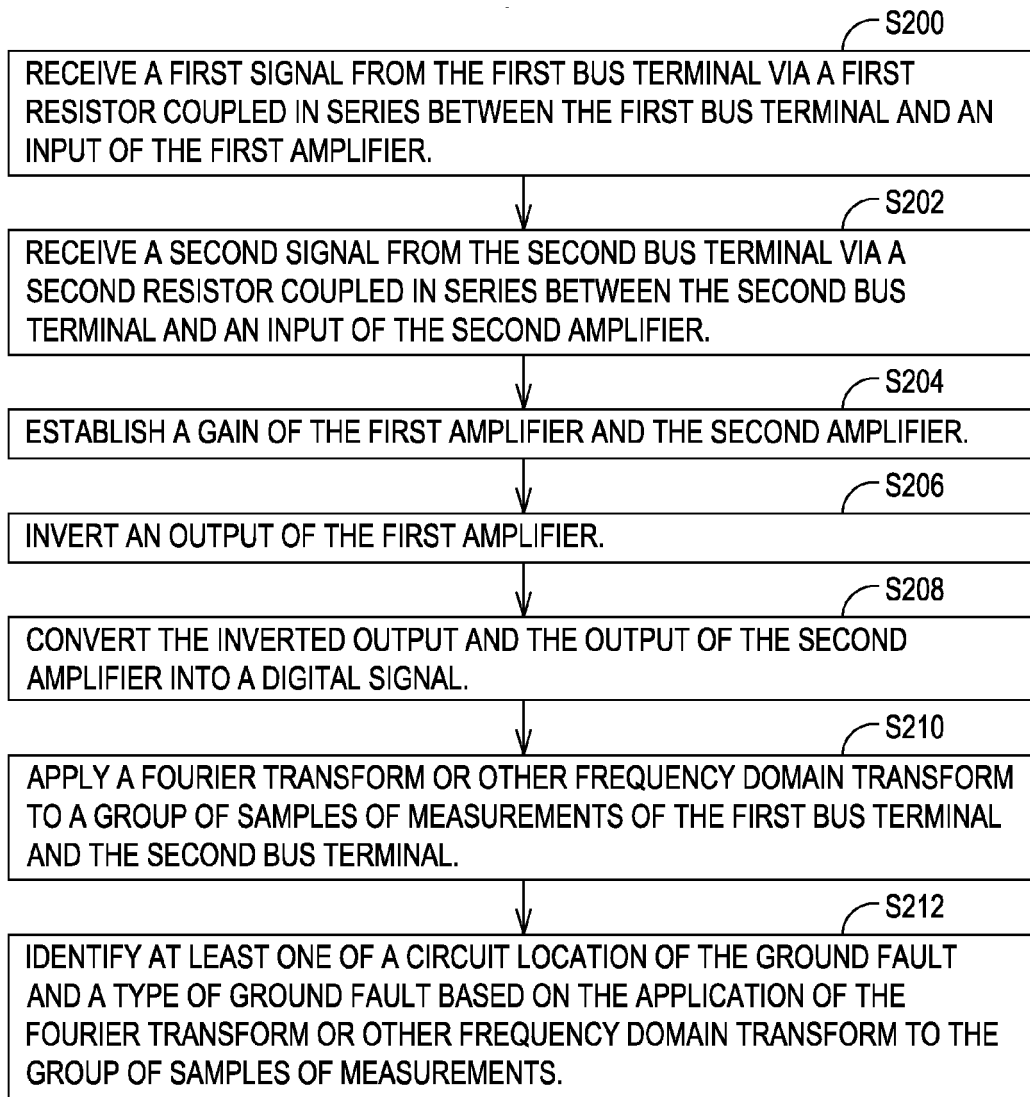 S200
RECEIVE A FIRST SIGNAL FROM THE FIRST BUS TERMINAL VIA A FIRST
RESISTOR COUPLED IN SERIES BETWEEN THE FIRST BUS TERMINAL AND AN
INPUT OF THE FIRST AMPLIFIER.
S202
RECEIVE A SECOND SIGNAL FROM THE SECOND BUS TERMINAL VIA A
SECOND RESISTOR COUPLED IN SERIES BETWEEN THE SECOND BUS
TERMINAL AND AN INPUT OF THE SECOND AMPLIFIER.
S204
ESTABLISH A GAIN OF THE FIRST AMPLIFIER AND THE SECOND AMPLIFIER.
S206
INVERT AN OUTPUT OF THE FIRST AMPLIFIER.
S208
CONVERT THE INVERTED OUTPUT AND THE OUTPUT OF THE SECOND
AMPLIFIER INTO A DIGITAL SIGNAL.
S210
APPLY A FOURIER TRANSFORM OR OTHER FREQUENCY DOMAIN TRANSFORM
TO A GROUP OF SAMPLES OF MEASUREMENTS OF THE FIRST BUS TERMINAL
AND THE SECOND BUS TERMINAL.
S212
IDENTIFY AT LEAST ONE OF A CIRCUIT LOCATION OF THE GROUND FAULT
AND A TYPE OF GROUND FAULT BASED ON THE APPLICATION OF THE
FOURIER TRANSFORM OR OTHER FREQUENCY DOMAIN TRANSFORM TO THE
GROUP OF SAMPLES OF MEASUREMENTS.